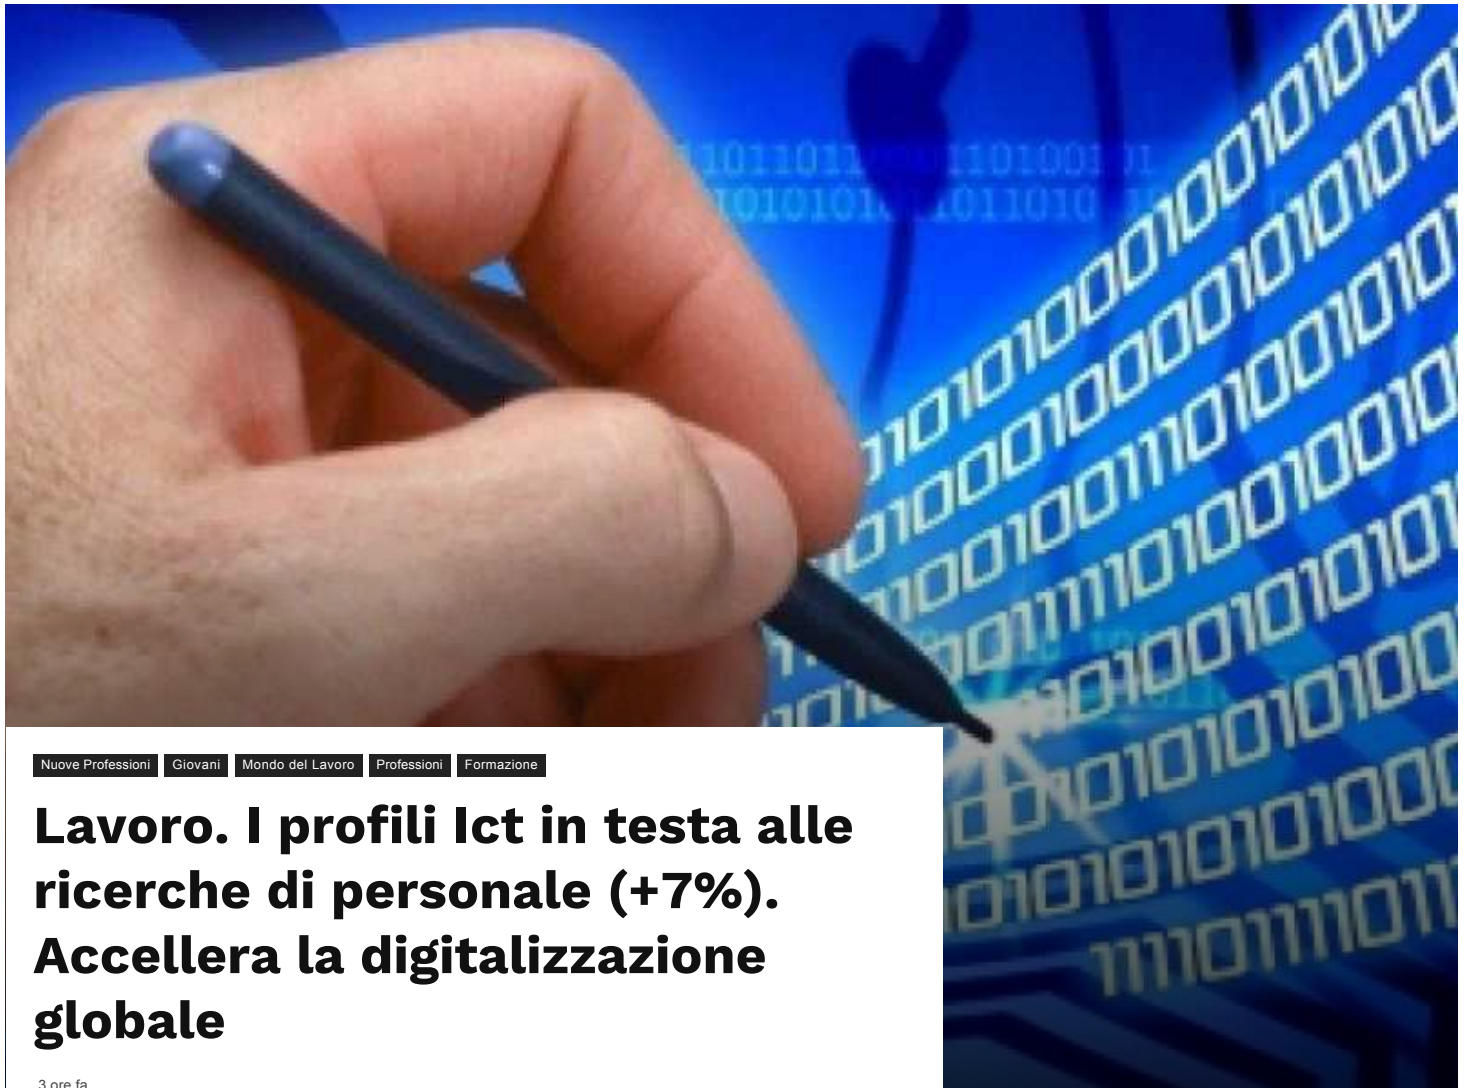 Nuove Professioni Giovani Mondo del Lavoro Professioni Formazione
Lavoro. I profili Ict in testa alle
ricerche di personale (+7%).
Accellera la digitalizzazione
globale
3 ore fa